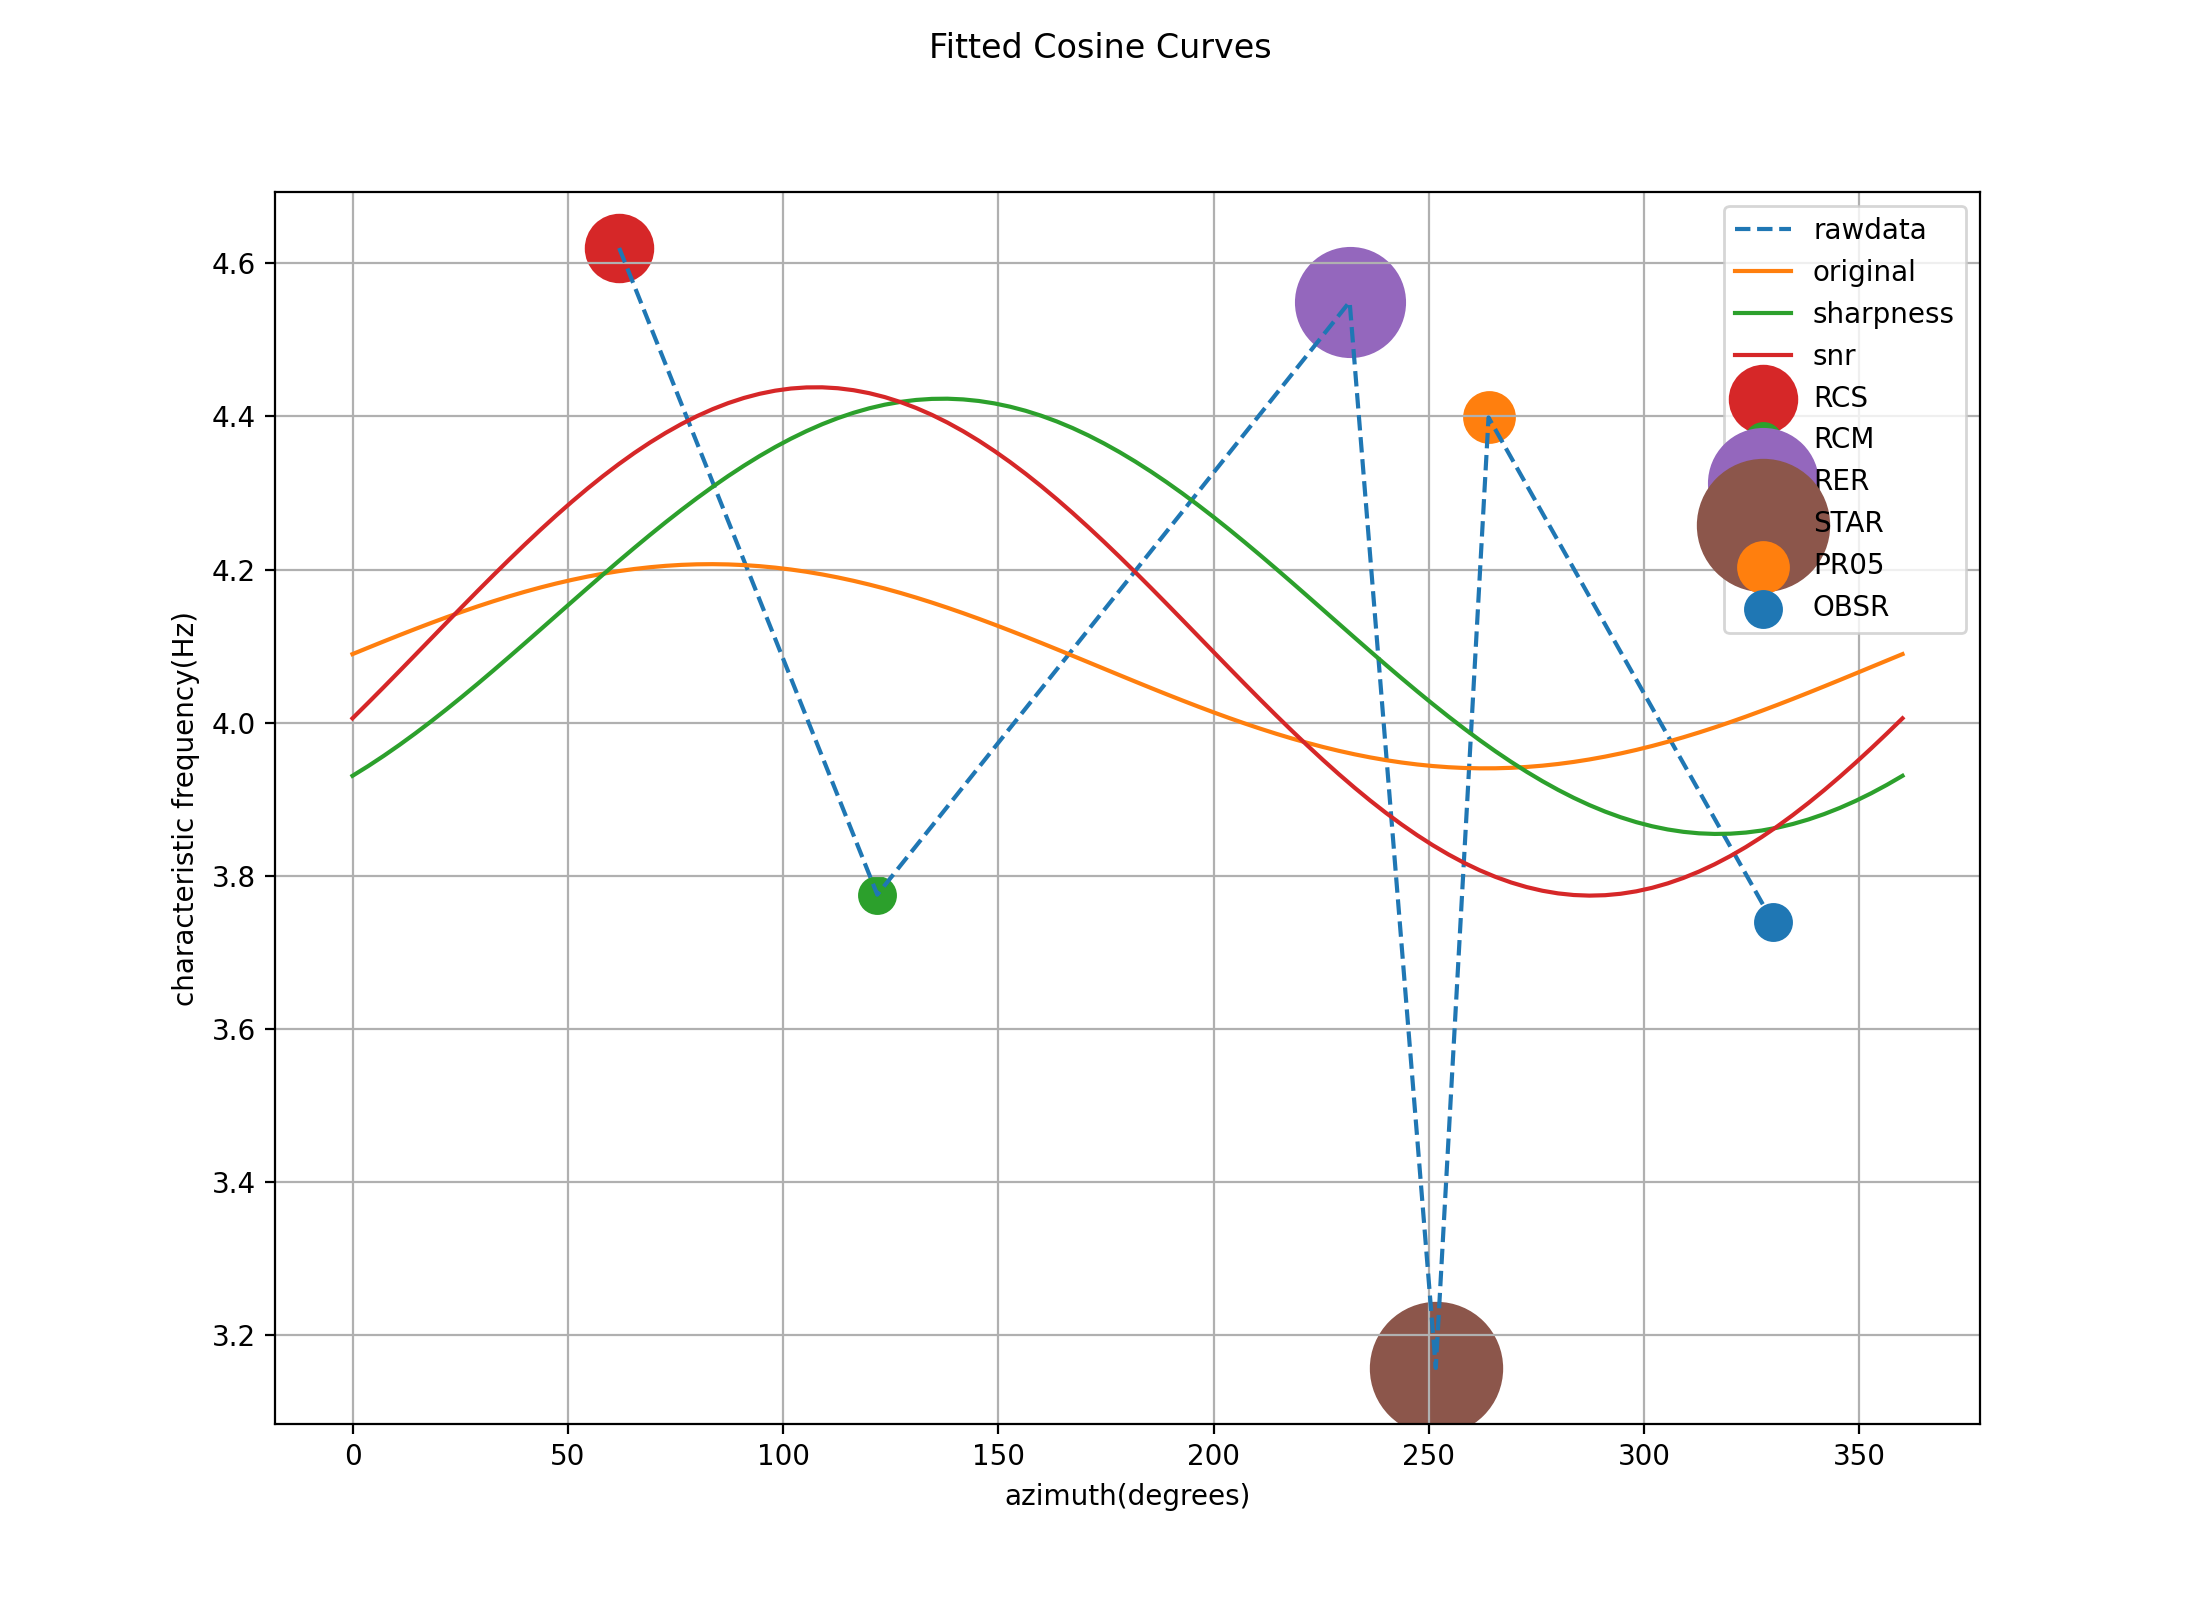 Fitted Cosine Curves
4.6
4.4
4.2
4.0
3.8
3.6
3.4
3.2
characteristic frequency(Hz)
rawdata
original
sharpness
snr
RCS
RCM
RER
STAR
PR05
OBSR
0 50 100 150 200 250 300 350
azimuth(degrees)